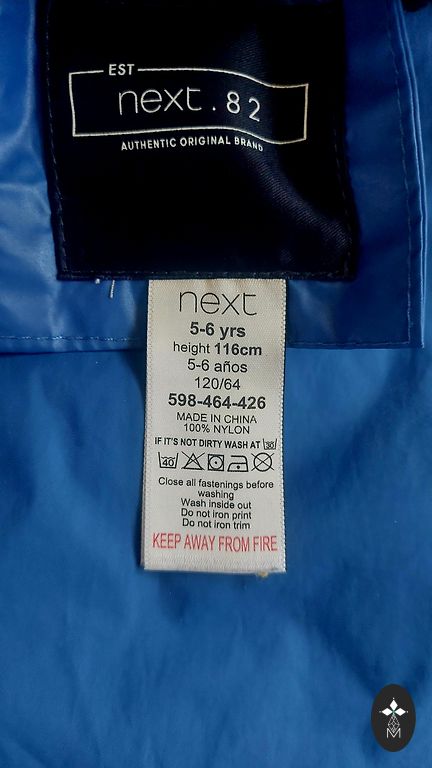 EST
next.82
AUTHENTIC ORIGINAL BRAND
next
5-6 yrs
height 116cm
5-6 años
120/64
598-464-426
MADE IN CHINA
100% NYLON
IF IT'S NOT DIRTY WASH AT 30
40
Close all fastenings before
washing
Wash inside out
Do not iron print
Do not iron trim
KEEP AWAY FROM FIRE
M